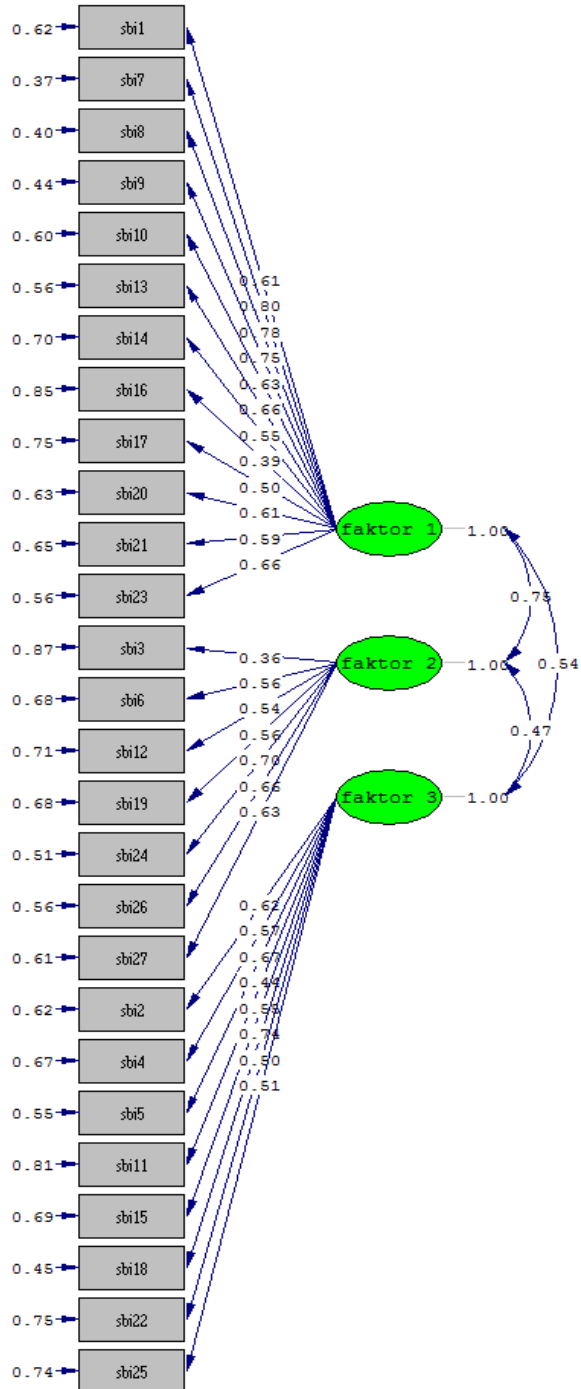 0.62 sbi1
0.37 sbi7
0.40 sbi8
0.44 sbi9
0.60 sbi10
0.56 sbi13
0.70 sbi14
0.85 sbi16
0.75 sbi17
0.63 sbi20
0.65 sbi21
0.56 sbi23
0.87 sbi3
0.68 sbi6
0.71 sbi12
0.68 sbi19
0.51 sbi24
0.56 sbi26
0.61 sbi27
0.62 sbi2
0.67 sbi4
0.55 sbi5
0.81 sbi11
0.69 sbi15
0.45 sbi18
0.75 sbi22
0.74 sbi25
0.61
0.80
0.78
0.75
0.63
0.66
0.55
0.39
0.50
0.61
0.59
0.66
0.36
0.56
0.54
0.56
0.70
0.66
0.63
0.62
0.57
0.67
0.44
0.74
0.50
0.51
faktor 1 1.00
faktor 2 1.00
faktor 3 1.00
0.75
0.54
0.47